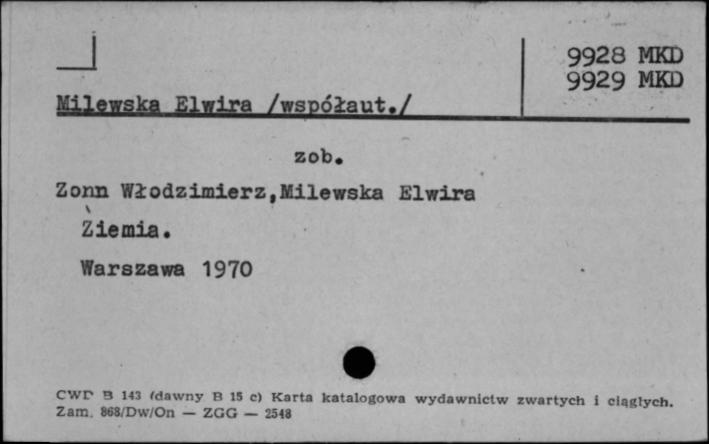 9928 MKD
9929 MKD
Milewska Elwira /współaut./
zob.
Zonn Włodzimierz,Milewska Elwira
Ziemia.
Warszawa 1970
CWD B 143 (dawny B 15 c) Karta katalogowa wydawnictw zwartych i ciągłych.
Zam. 868/Dw/On — ZGG — 2548